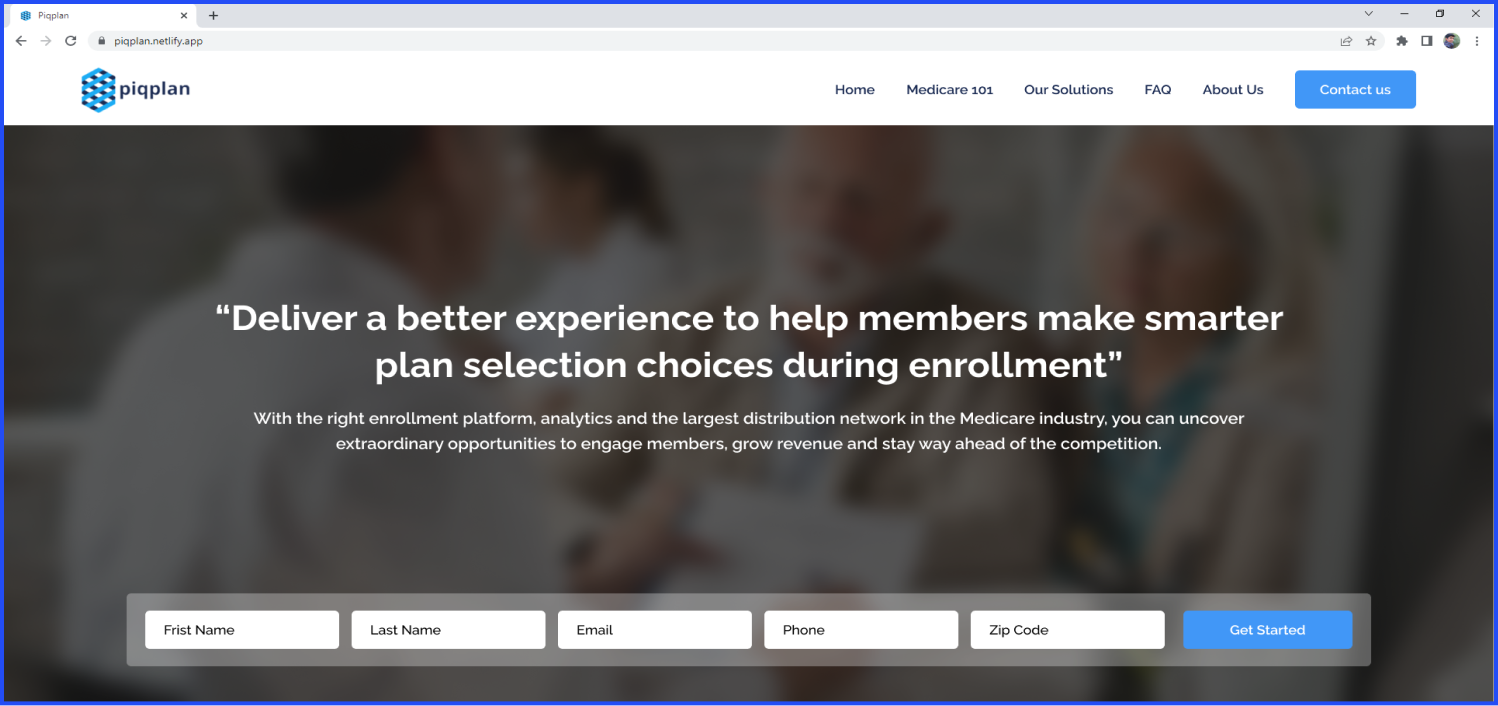 Piqplan
piqplan.netlify.app
piqplan
Home Medicare 101 Our Solutions FAQ About Us Contact us
“Deliver a better experience to help members make smarter
plan selection choices during enrollment”
With the right enrollment platform, analytics and the largest distribution network in the Medicare industry, you can uncover
extraordinary opportunities to engage members, grow revenue and stay way ahead of the competition.
Frist Name Last Name Email Phone Zip Code Get Started